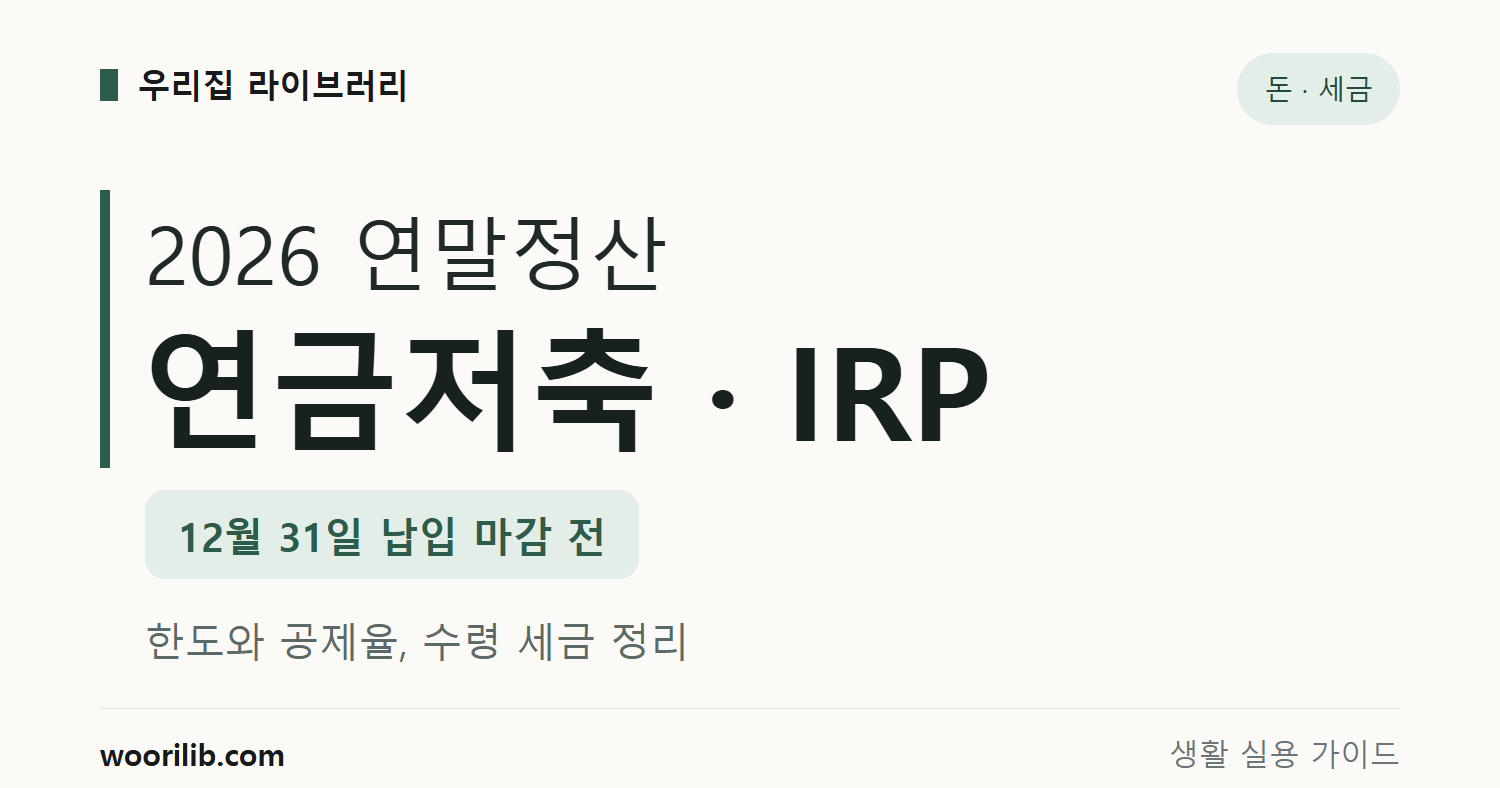 우리집 라이브러리
돈 · 세금
2026 연말정산
연금저축 · IRP
12월 31일 납입 마감 전
한도와 공제율, 수령 세금 정리
woorilib.com
생활 실용 가이드